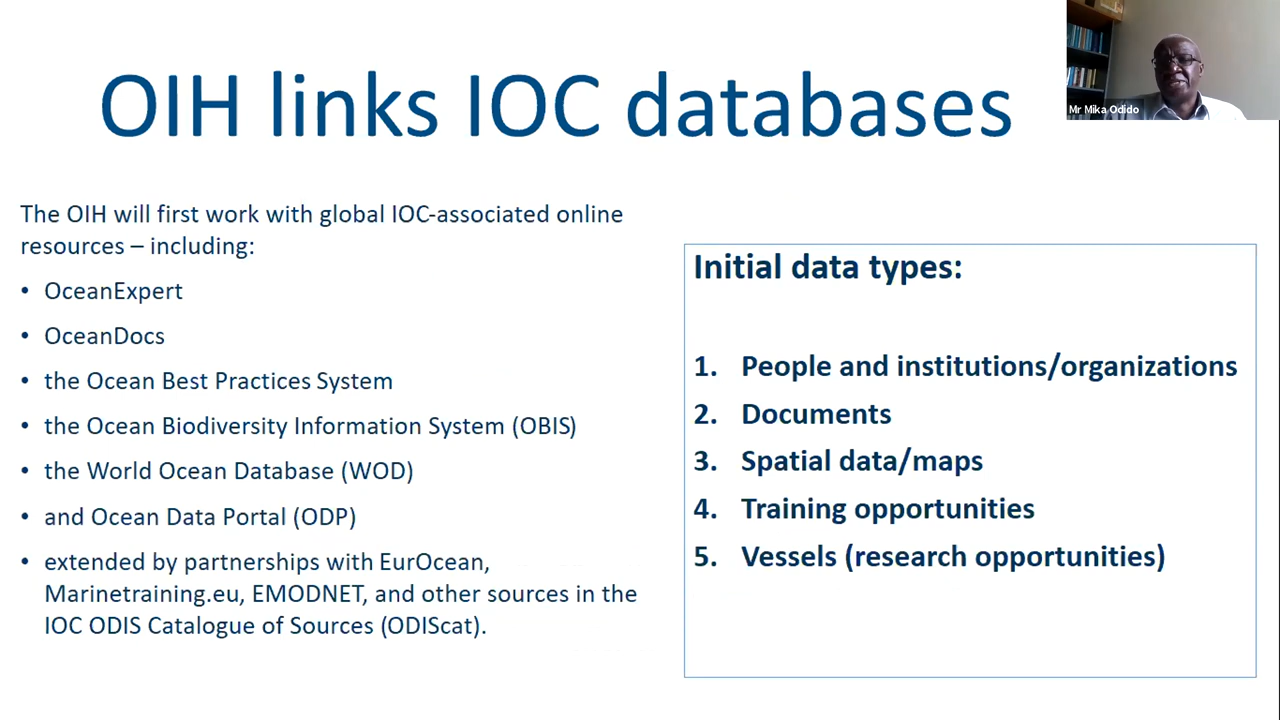 OIH links IOC databases
Mr Mika Odido
The OIH will first work with global IOC-associated online
resources – including:
• OceanExpert
• OceanDocs
• the Ocean Best Practices System
• the Ocean Biodiversity Information System (OBIS)
• the World Ocean Database (WOD)
• and Ocean Data Portal (ODP)
• extended by partnerships with EurOcean,
Marinetraining.eu, EMODNET, and other sources in the
IOC ODIS Catalogue of Sources (ODIScat).
Initial data types:
1. People and institutions/organizations
2. Documents
3. Spatial data/maps
4. Training opportunities
5. Vessels (research opportunities)